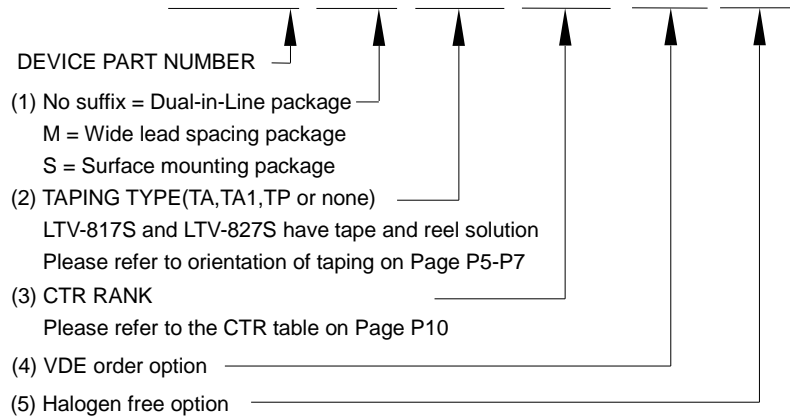 DEVICE PART NUMBER
(1) No suffix = Dual-in-Line package
M = Wide lead spacing package
S = Surface mounting package
(2) TAPING TYPE(TA,TA1,TP or none)
LTV-817S and LTV-827S have tape and reel solution
Please refer to orientation of taping on Page P5-P7
(3) CTR RANK
Please refer to the CTR table on Page P10
(4) VDE order option
(5) Halogen free option